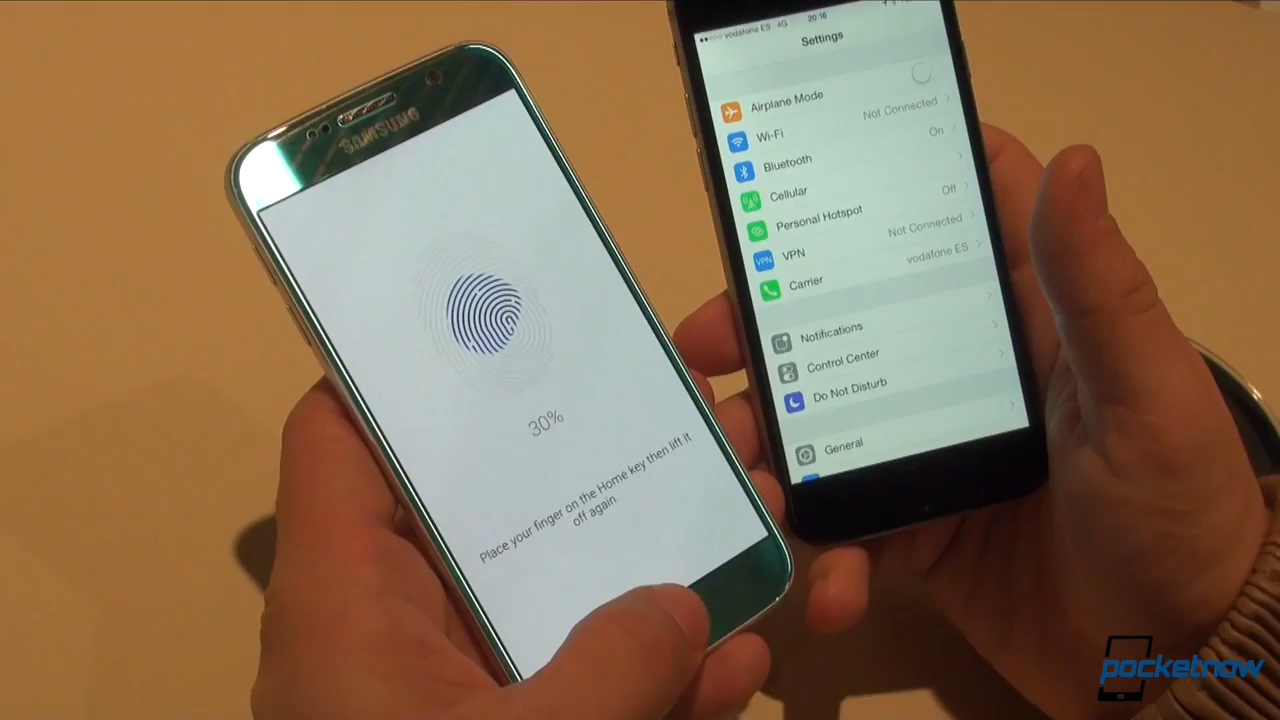 SAMSUNG
30%
Place your finger on the Home key then lift it
off again.
vodafone ES 4G 20:16
Settings
Airplane Mode
Wi-Fi Not Connected
Bluetooth On
Cellular
Personal Hotspot Off
VPN VPN Not Connected
Carrier vodafone ES
Notifications
Control Center
Do Not Disturb
General
pocketnow